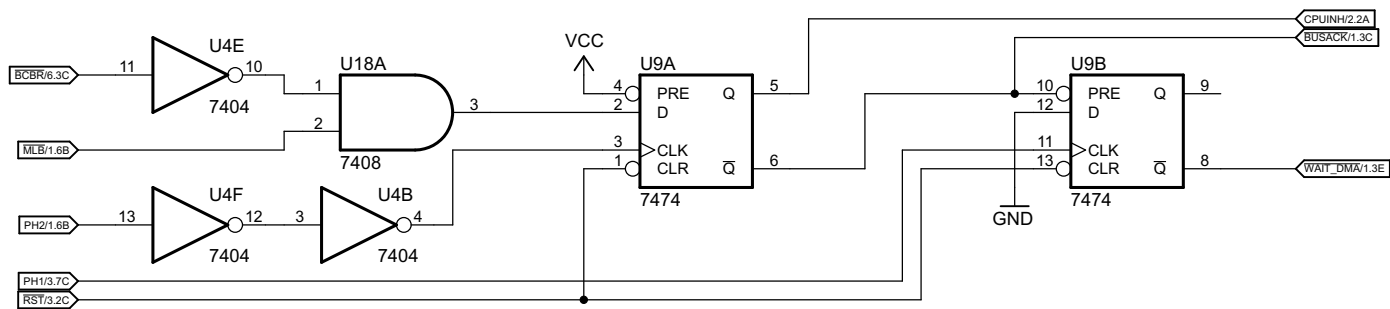 CPUINH/2.2A
BUSACK/1.3C
VCC
U4E
U18A
U9A
U9B
BCBR/6.3C
11
10
1
2
3
7404
7408
MLB/1.6B
4
PRE
Q
5
2
D
3
CLK
1
CLR
Q
6
7474
10
PRE
Q
9
12
D
11
CLK
13
CLR
Q
8
7474
WAIT_DMA/1.3E
GND
U4F
U4B
PH2/1.6B
13
12
3
4
7404
7404
PH1/3.7C
RST/3.2C